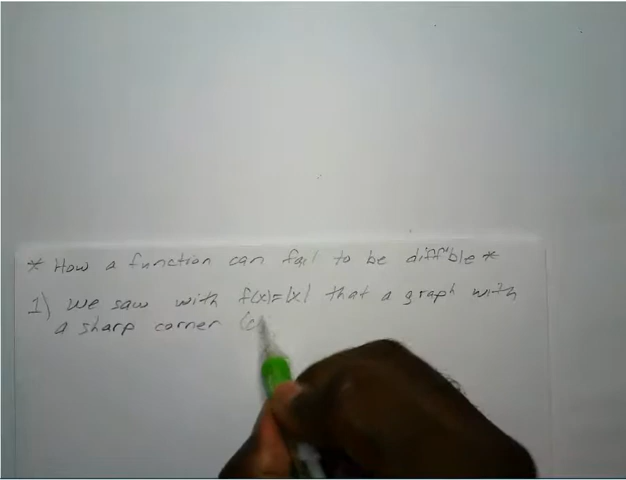 * How a function can fail to be diff'ble *
1) We saw with f(x)=|x| that a graph with
a sharp corner (c